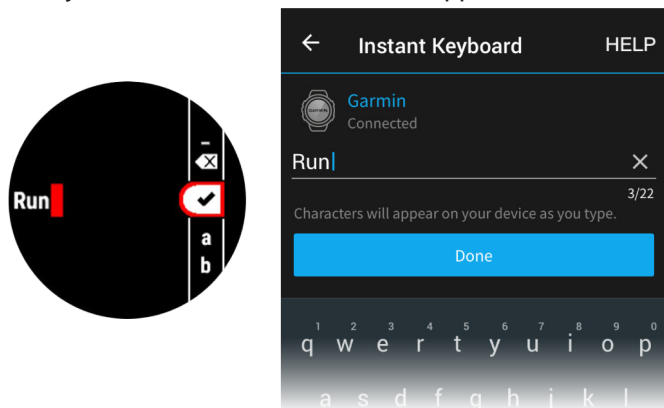 Run
_
a
b
Instant Keyboard HELP
Garmin
Connected
Run
3/22
Characters will appear on your device as you type.
Done
1 2 3 4 5 6 7 8 9 0
q w e r t y u i o p
a s d f g h j k l